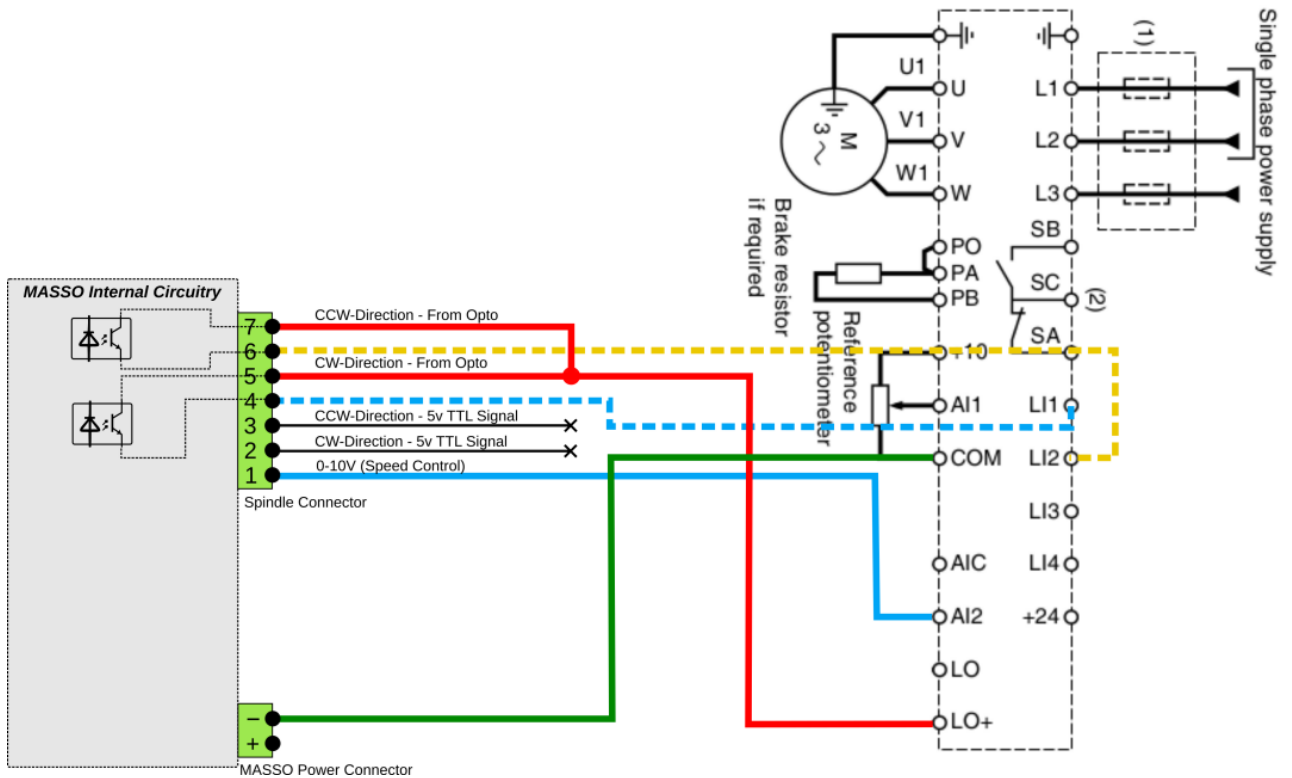 MASSO Internal Circuitry
7
6
5
4
3
2
1
CCW-Direction - From Opto
CW-Direction - From Opto
CCW-Direction - 5v TTL Signal
CW-Direction - 5v TTL Signal
0-10V (Speed Control)
Spindle Connector
−
+
MASSO Power Connector
M
3
U1
V1
W1
Brake resistor
if required
Reference
potentiometer
U
V
W
PO
PA
PB
+10
AI1
COM
AIC
AI2
LO
LO+
L1
L2
L3
SB
SC
SA
LI1
LI2
LI3
LI4
+24
(1)
(2)
Single phase power supply